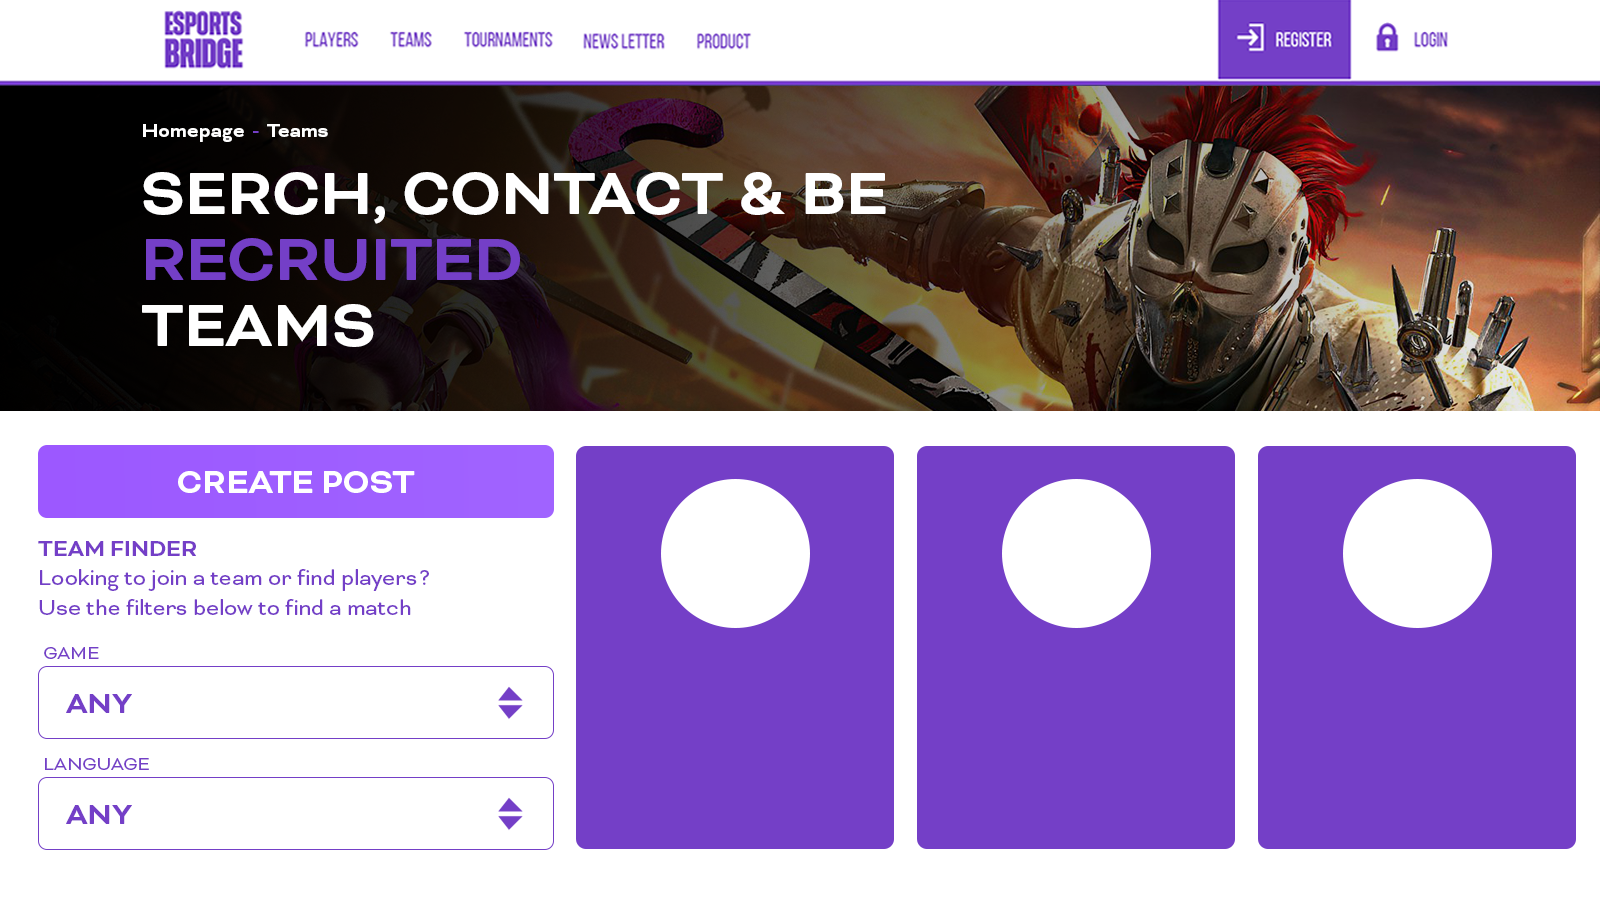 ESPORTS
BRIDGE
PLAYERS
TEAMS
TOURNAMENTS
NEWS LETTER
PRODUCT
REGISTER
LOGIN
Homepage - Teams
SERCH, CONTACT & BE
RECRUITED
TEAMS
CREATE POST
TEAM FINDER
Looking to join a team or find players?
Use the filters below to find a match
GAME
ANY
LANGUAGE
ANY